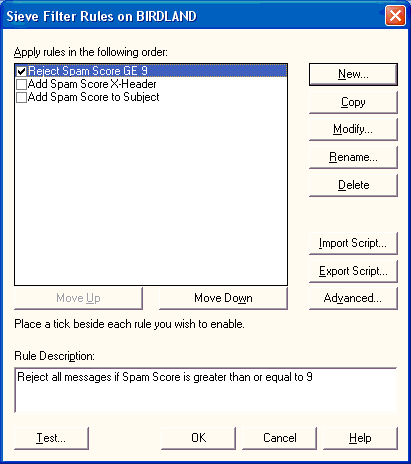 Sieve Filter Rules on BIRDLAND
Apply rules in the following order:
Reject Spam Score GE 9
Add Spam Score X-Header
Add Spam Score to Subject
New...
Copy
Modify...
Rename...
Delete
Import Script...
Export Script...
Advanced...
Move Up
Move Down
Place a tick beside each rule you wish to enable.
Rule Description:
Reject all messages if Spam Score is greater than or equal to 9
Test...
OK
Cancel
Help